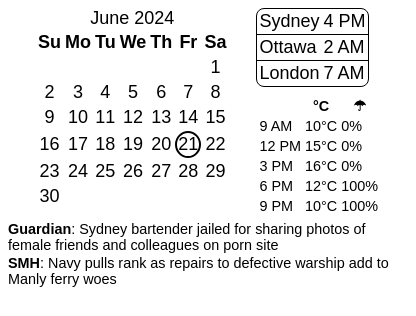 June 2024
Su Mo Tu We Th Fr Sa
1
2 3 4 5 6 7 8
9 10 11 12 13 14 15
16 17 18 19 20 21 22
23 24 25 26 27 28 29
30
Sydney 4 PM
Ottawa 2 AM
London 7 AM
°C ☂
9 AM 10°C 0%
12 PM 15°C 0%
3 PM 16°C 0%
6 PM 12°C 100%
9 PM 10°C 100%
Guardian: Sydney bartender jailed for sharing photos of
female friends and colleagues on porn site
SMH: Navy pulls rank as repairs to defective warship add to
Manly ferry woes